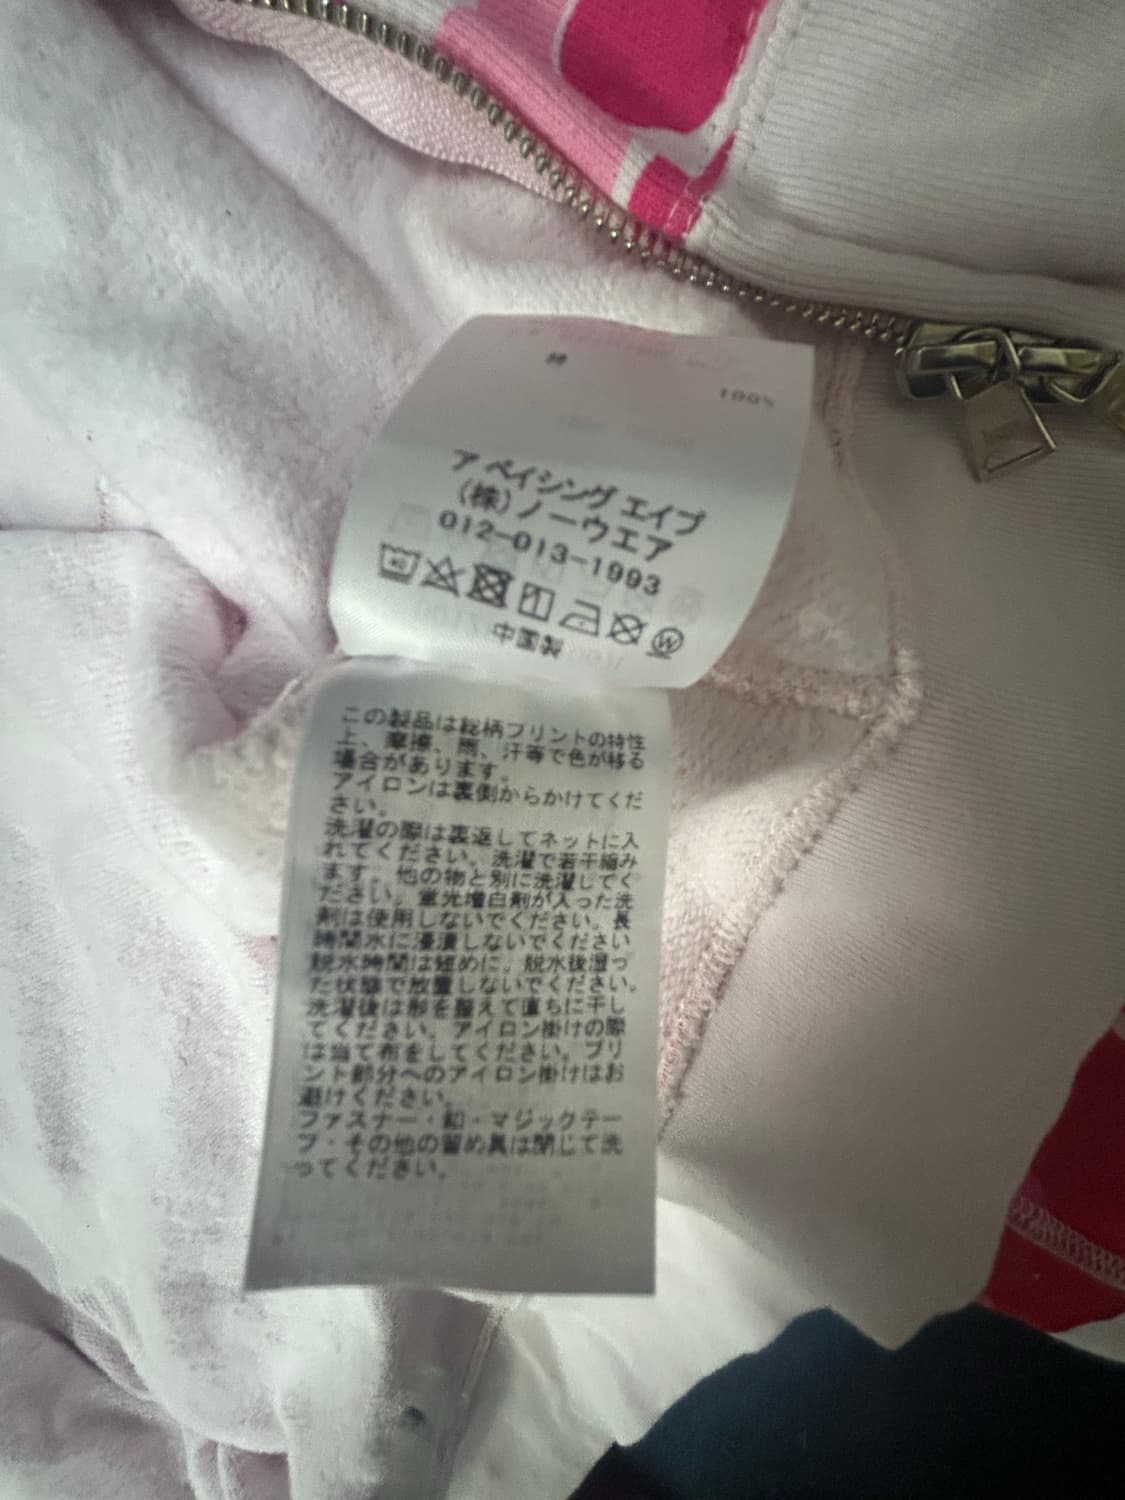 綿
100%
ア ベイシング エイプ
(株)ノーウエア
012-013-1993
中国製
この製品は総柄プリントの特性
上、摩擦、雨、汗等で色が移る
場合があります。
アイロンは裏側からかけてくだ
さい。
洗濯の際は裏返してネットに入
れてください。洗濯で若干縮み
ます。他の物と別に洗濯してく
ださい。蛍光増白剤が入った洗
剤は使用しないでください。長
時間水に浸漬しないでください
脱水時間は短めに。脱水後湿っ
た状態で放置しないでください。
洗濯後は形を整えて直ちに干し
てください。アイロン掛けの際
は当て布をしてください。プリ
ント部分へのアイロン掛けはお
避けください。
ファスナー・釦・マジックテー
プ・その他の留め具は閉じて洗
ってください。